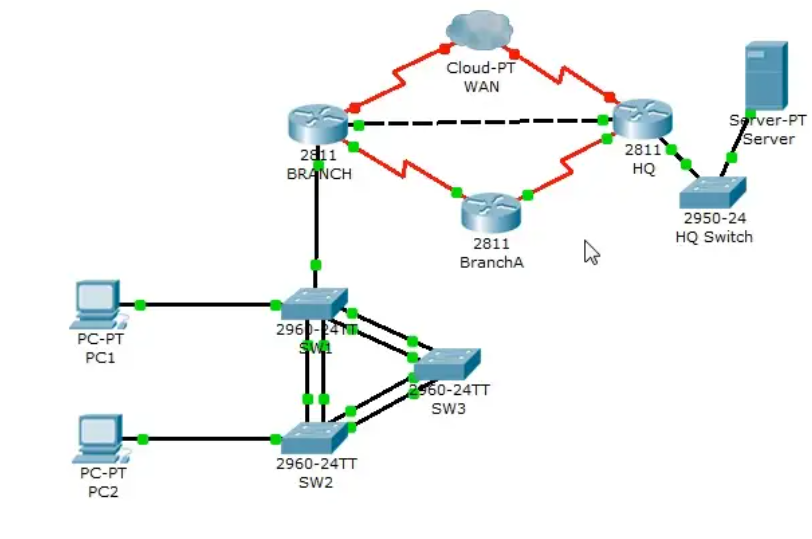 Cloud-PT
WAN
Server-PT
Server
2811
BRANCH
2811
HQ
2950-24
HQ Switch
2811
BranchA
2960-24TT
SW1
PC-PT
PC1
2960-24TT
SW3
2960-24TT
SW2
PC-PT
PC2